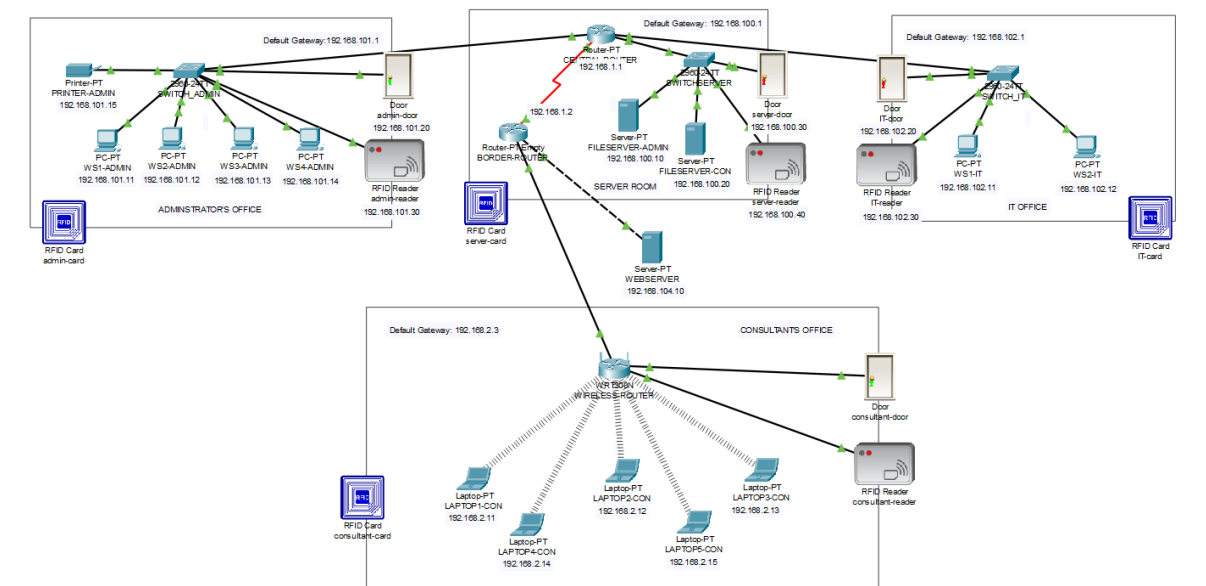 Default Gateway:192.168.101.1
Printer-PT
PRINTER-ADMIN
192.168.101.15
2960-24TT
SWITCH_ADMIN
Door
admin-door
192.168.101.20
PC-PT
WS1-ADMIN
192.168.101.11
PC-PT
WS2-ADMIN
192.168.101.12
PC-PT
WS3-ADMIN
192.168.101.13
PC-PT
WS4-ADMIN
192.168.101.14
RFID Reader
admin-reader
192.168.101.30
ADMINSTRATOR'S OFFICE
RFID
RFID Card
admin-card
Default Gateway: 192.168.100.1
Router-PT
CENTRAL-ROUTER
192.168.1.1
2960-24TT
SWITCHSERVER
Door
server-door
192.168.100.30
192.168.1.2
Router-PT-Empty
BORDER-ROUTER
Server-PT
FILESERVER-ADMIN
192.168.100.10
Server-PT
FILESERVER-CON
192.168.100.20
RFID Reader
server-reader
192.168.100.40
SERVER ROOM
RFID
RFID Card
server-card
Server-PT
WEBSERVER
192.168.104.10
Default Gateway: 192.168.102.1
Door
IT-door
192.168.102.20
2960-24TT
SWITCH_IT
RFID Reader
IT-reader
192.168.102.30
PC-PT
WS1-IT
192.168.102.11
PC-PT
WS2-IT
192.168.102.12
IT OFFICE
RFID
RFID Card
IT-card
Default Gateway: 192.168.2.3
CONSULTANTS OFFICE
WRT300N
WIRELESS-ROUTER
Door
consultant-door
RFID Reader
consultant-reader
RFID
RFID Card
consultant-card
Laptop-PT
LAPTOP1-CON
192.168.2.11
Laptop-PT
LAPTOP2-CON
192.168.2.12
Laptop-PT
LAPTOP3-CON
192.168.2.13
Laptop-PT
LAPTOP4-CON
192.168.2.14
Laptop-PT
LAPTOP5-CON
192.168.2.15